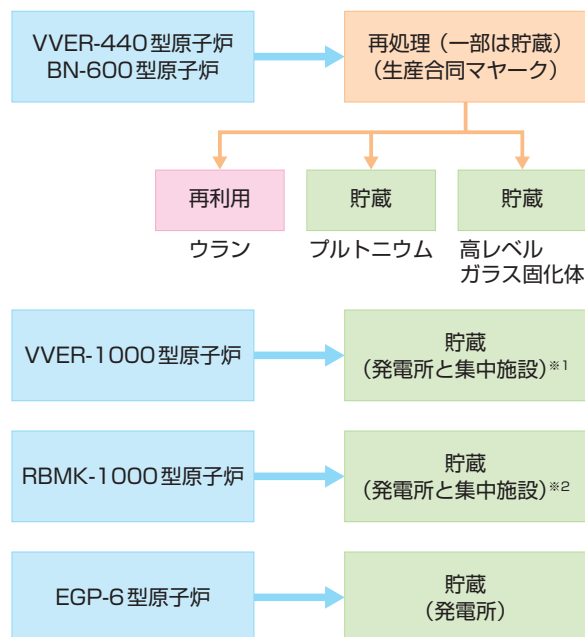 VVER-440型原子炉
BN-600型原子炉
再処理（一部は貯蔵）
（生産合同マヤーク）
再利用
貯蔵
貯蔵
ウラン
プルトニウム
高レベル
ガラス固化体
VVER-1000型原子炉
貯蔵
（発電所と集中施設）※1
RBMK-1000型原子炉
貯蔵
（発電所と集中施設）※2
EGP-6型原子炉
貯蔵
（発電所）